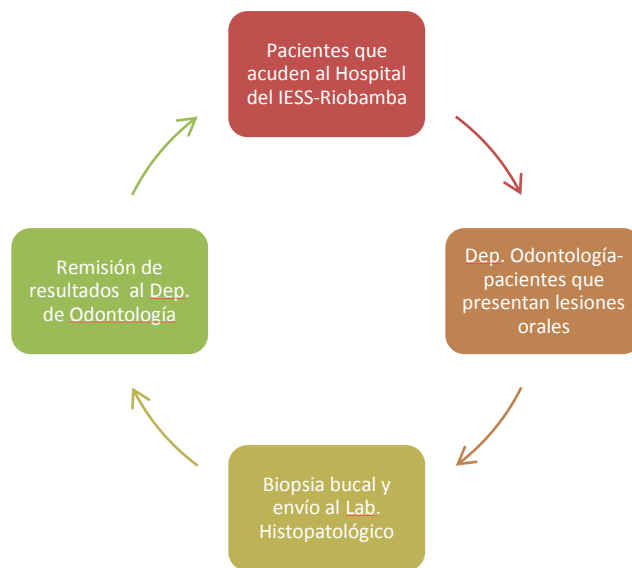 Pacientes que
acuden al Hospital
del IESS-Riobamba
Dep. Odontología-
pacientes que
presentan lesiones
orales
Biopsia bucal y
envío al Lab.
Histopatológico
Remisión de
resultados al Dep.
de Odontología